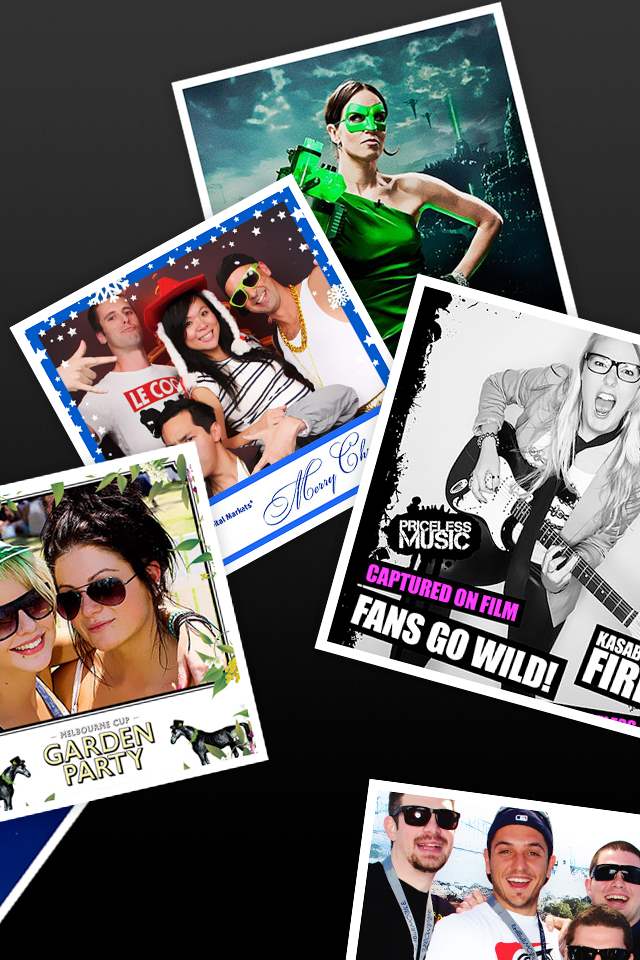 LE COQ
Merry Ch
ital Markets
PRICELESS
MUSIC
CAPTURED ON FILM
FANS GO WILD!
KASAB
FIR
MELBOURNE CUP
GARDEN
PARTY